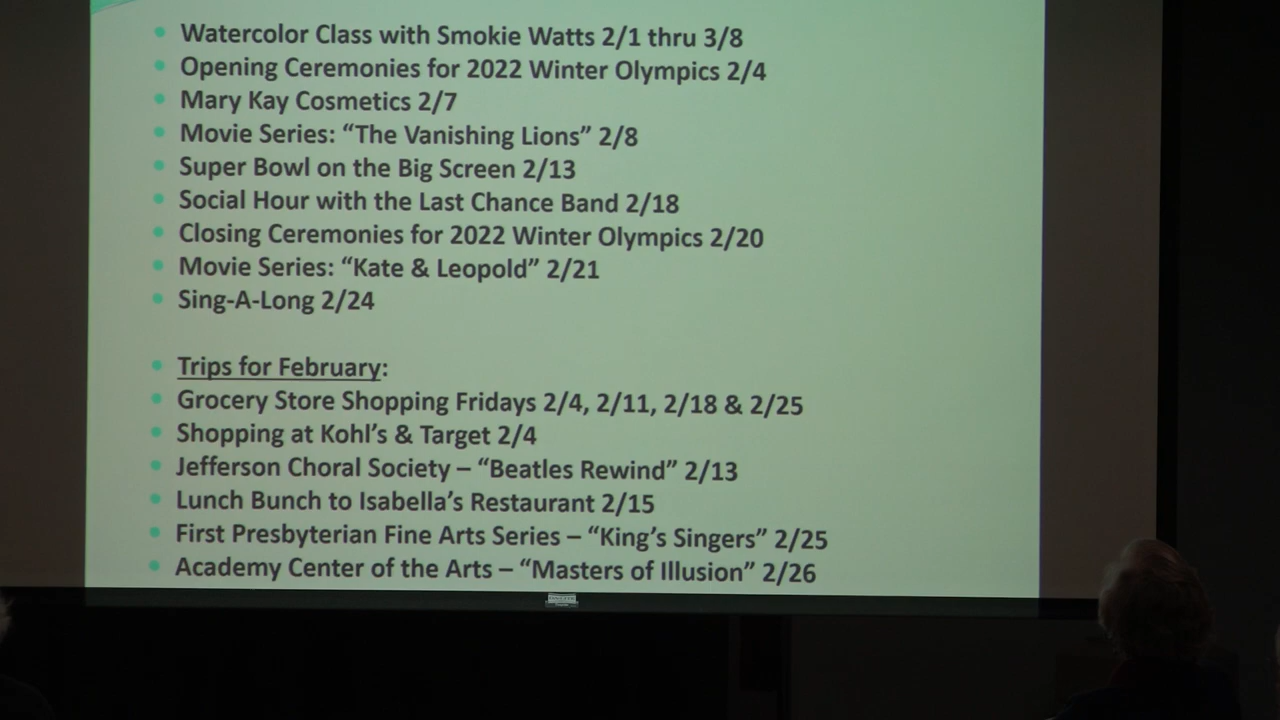 Watercolor Class with Smokie Watts 2/1 thru 3/8
Opening Ceremonies for 2022 Winter Olympics 2/4
Mary Kay Cosmetics 2/7
Movie Series: “The Vanishing Lions” 2/8
Super Bowl on the Big Screen 2/13
Social Hour with the Last Chance Band 2/18
Closing Ceremonies for 2022 Winter Olympics 2/20
Movie Series: “Kate & Leopold” 2/21
Sing-A-Long 2/24
Trips for February:
Grocery Store Shopping Fridays 2/4, 2/11, 2/18 & 2/25
Shopping at Kohl’s & Target 2/4
Jefferson Choral Society – “Beatles Rewind” 2/13
Lunch Bunch to Isabella’s Restaurant 2/15
First Presbyterian Fine Arts Series – “King’s Singers” 2/25
Academy Center of the Arts – “Masters of Illusion” 2/26